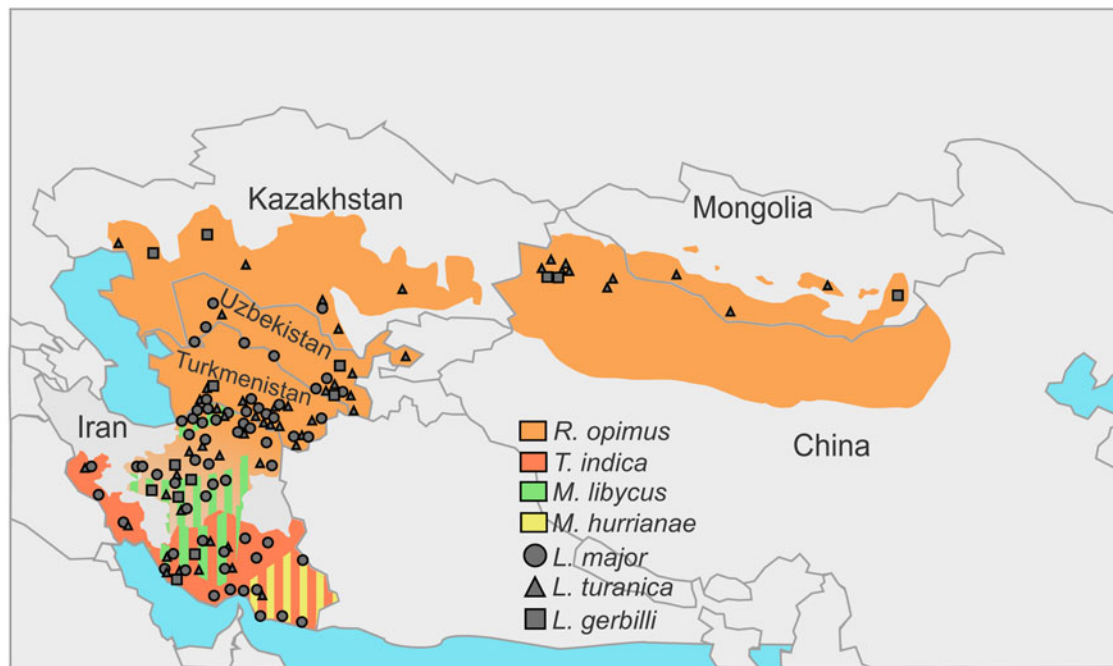 Kazakhstan
Mongolia
Uzbekistan
Turkmenistan
Iran
China
R. opimus
T. indica
M. libycus
M. hurrianae
L. major
L. turanica
L. gerbilli